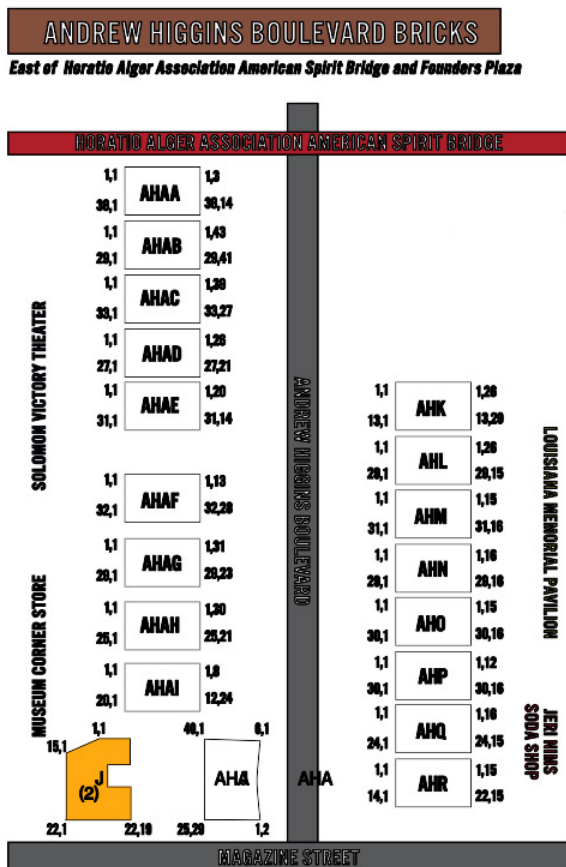 ANDREW HIGGINS BOULEVARD BRICKS
East of Horatio Alger Association American Spirit Bridge and Founders Plaza
HORATIO ALGER ASSOCIATION AMERICAN SPIRIT BRIDGE
1,1 AHAA 1,3
38,1 38,14
1,1 AHAB 1,43
29,1 29,41
1,1 AHAC 1,39
33,1 33,27
1,1 AHAD 1,26
27,1 27,21
1,1 AHAE 1,20
31,1 31,14
1,1 AHAF 1,13
32,1 32,28
1,1 AHAG 1,31
29,1 29,23
1,1 AHAH 1,30
25,1 25,21
1,1 AHAI 1,8
20,1 12,24
SOLOMON VICTORY THEATER
MUSEUM CORNER STORE
1,1
15,1
J
(2)
22,1 22,19
40,1 6,1
AHA
25,29 1,2
AHA
ANDREW HIGGINS BOULEVARD
1,1 AHK 1,26
13,1 13,29
1,1 AHL 1,26
29,1 29,15
1,1 AHM 1,15
31,1 31,16
1,1 AHN 1,16
29,1 29,16
1,1 AHO 1,15
30,1 30,16
1,1 AHP 1,12
30,1 30,16
1,1 AHQ 1,16
24,1 24,15
1,1 AHR 1,15
14,1 22,15
LOUISIANA MEMORIAL PAVILION
JERI NIMS
SODA SHOP
MAGAZINE STREET